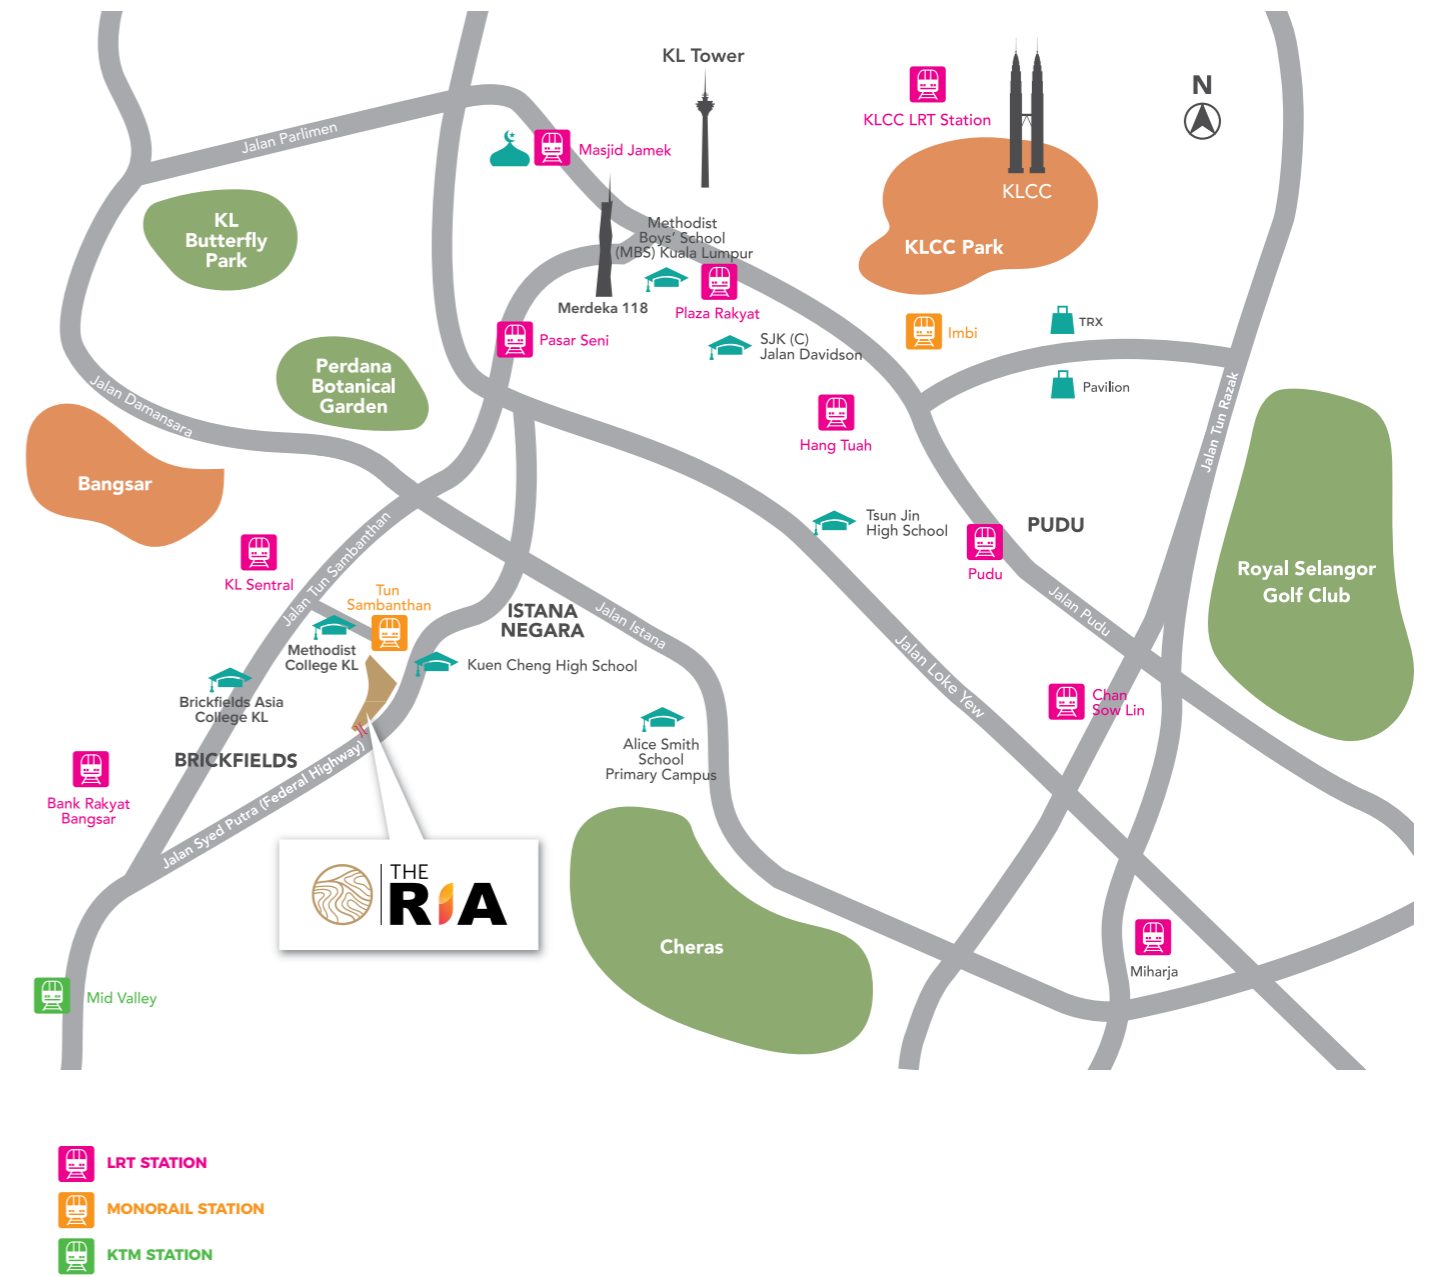 KL Tower
N
KLCC LRT Station
Jalan Parlimen
Masjid Jamek
KLCC
KL
Butterfly
Park
Methodist
Boys' School
(MBS) Kuala Lumpur
KLCC Park
Merdeka 118
Plaza Rakyat
Pasar Seni
SJK (C)
Jalan Davidson
Imbi
TRX
Pavilion
Perdana
Botanical
Garden
Jalan Damansara
Jalan Tun Razak
Hang Tuah
Bangsar
Tsun Jin
High School
PUDU
Pudu
Royal Selangor
Golf Club
KL Sentral
Jalan Tun Sambanthan
Tun
Sambanthan
ISTANA
NEGARA
Jalan Istana
Jalan Pudu
Methodist
College KL
Kuen Cheng High School
Jalan Loke Yew
Brickfields Asia
College KL
Chan
Sow Lin
Alice Smith
School
Primary Campus
BRICKFIELDS
Bank Rakyat
Bangsar
Jalan Syed Putra (Federal Highway)
THE
RIA
Cheras
Miharja
Mid Valley
LRT STATION
MONORAIL STATION
KTM STATION